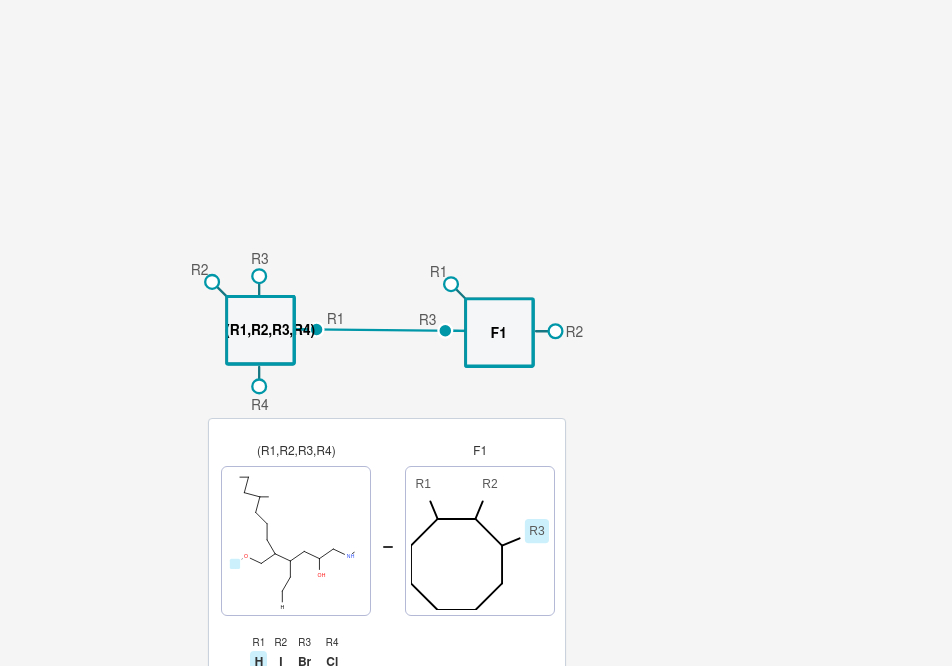 R3
R2
R1
(R1,R2,R3,R4)
R1
R3
F1
R2
R4
(R1,R2,R3,R4)
F1
R1
R2
R3
O
NH
OH
H
R1 R2 R3 R4
H I Br Cl